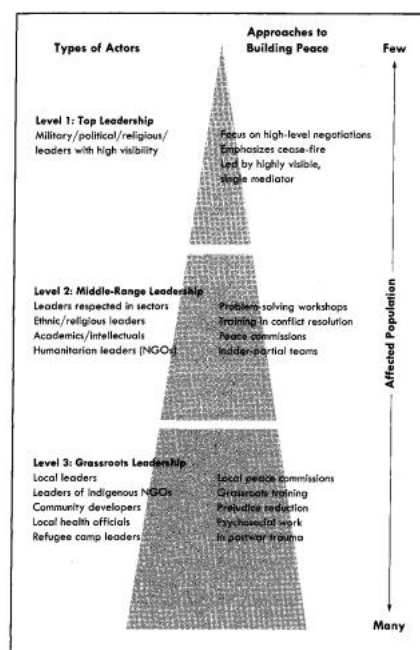 Types of Actors
Approaches to
Building Peace
Few
Level 1: Top Leadership
Military/political/religious/
leaders with high visibility
Focus on high-level negotiations
Emphasizes cease-fire
Led by highly visible,
single mediator
Level 2: Middle-Range Leadership
Leaders respected in sectors
Ethnic/religious leaders
Academics/intellectuals
Humanitarian leaders (NGOs)
Problem-solving workshops
Training in conflict resolution
Peace commissions
Insider-partial teams
Affected Population
Level 3: Grassroots Leadership
Local leaders
Leaders of indigenous NGOs
Community developers
Local health officials
Refugee camp leaders
Local peace commissions
Grassroots training
Prejudice reduction
Psychosocial work
in postwar trauma
Many